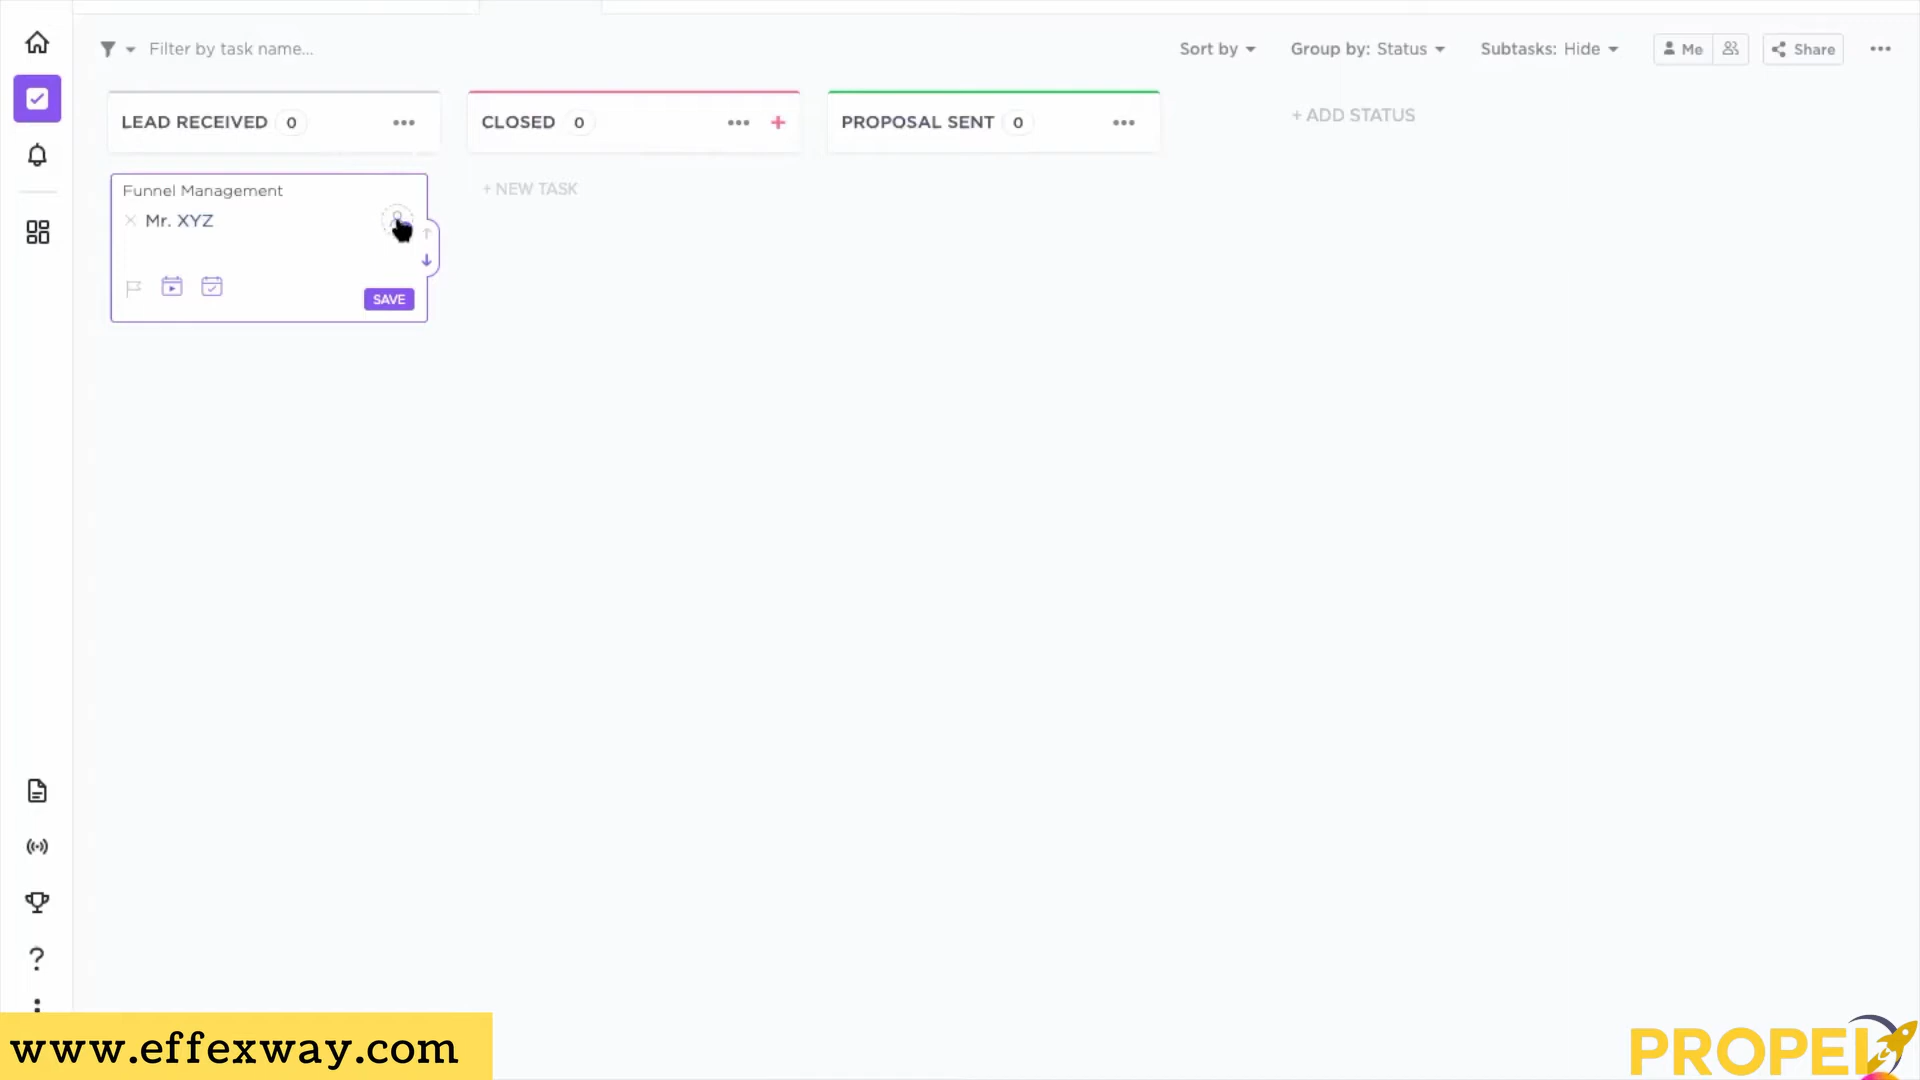 Filter by task name...
Sort by
Group by: Status
Subtasks: Hide
Me
Share
LEAD RECEIVED 0
CLOSED 0
PROPOSAL SENT 0
+ ADD STATUS
Funnel Management
Mr. XYZ
SAVE
+ NEW TASK
www.effexway.com
PROPEL